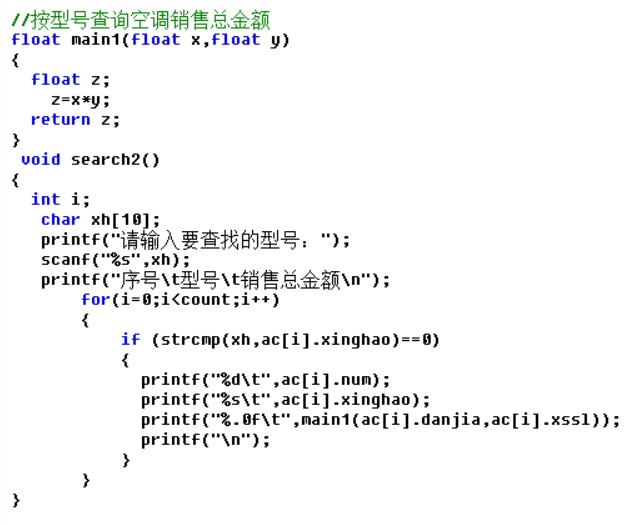 //按型号查询空调销售总金额
float main1(float x,float y)
{
  float z;
    z=x*y;
  return z;
}
 void search2()
{
  int i;
   char xh[10];
   printf("请输入要查找的型号：");
   scanf("%s",xh);
   printf("序号\t型号\t销售总金额\n");
       for(i=0;i<count;i++)
       {
           if (strcmp(xh,ac[i].xinghao)==0)
           {
             printf("%d\t",ac[i].num);
             printf("%s\t",ac[i].xinghao);
             printf("%.0f\t",main1(ac[i].danjia,ac[i].xssl));
             printf("\n");
           }
       }
}